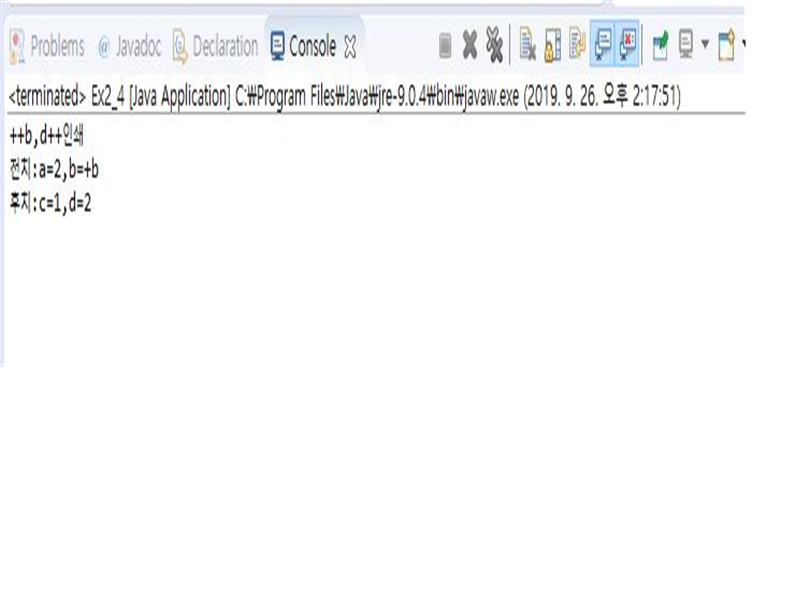 Problems @ Javadoc Declaration Console
<terminated> Ex2_4 [Java Application] C:₩Program Files₩Java₩jre-9.0.4₩bin₩javaw.exe (2019. 9. 26. 오후 2:17:51)
++b,d++인쇄
전치:a=2,b=+b
후치:c=1,d=2